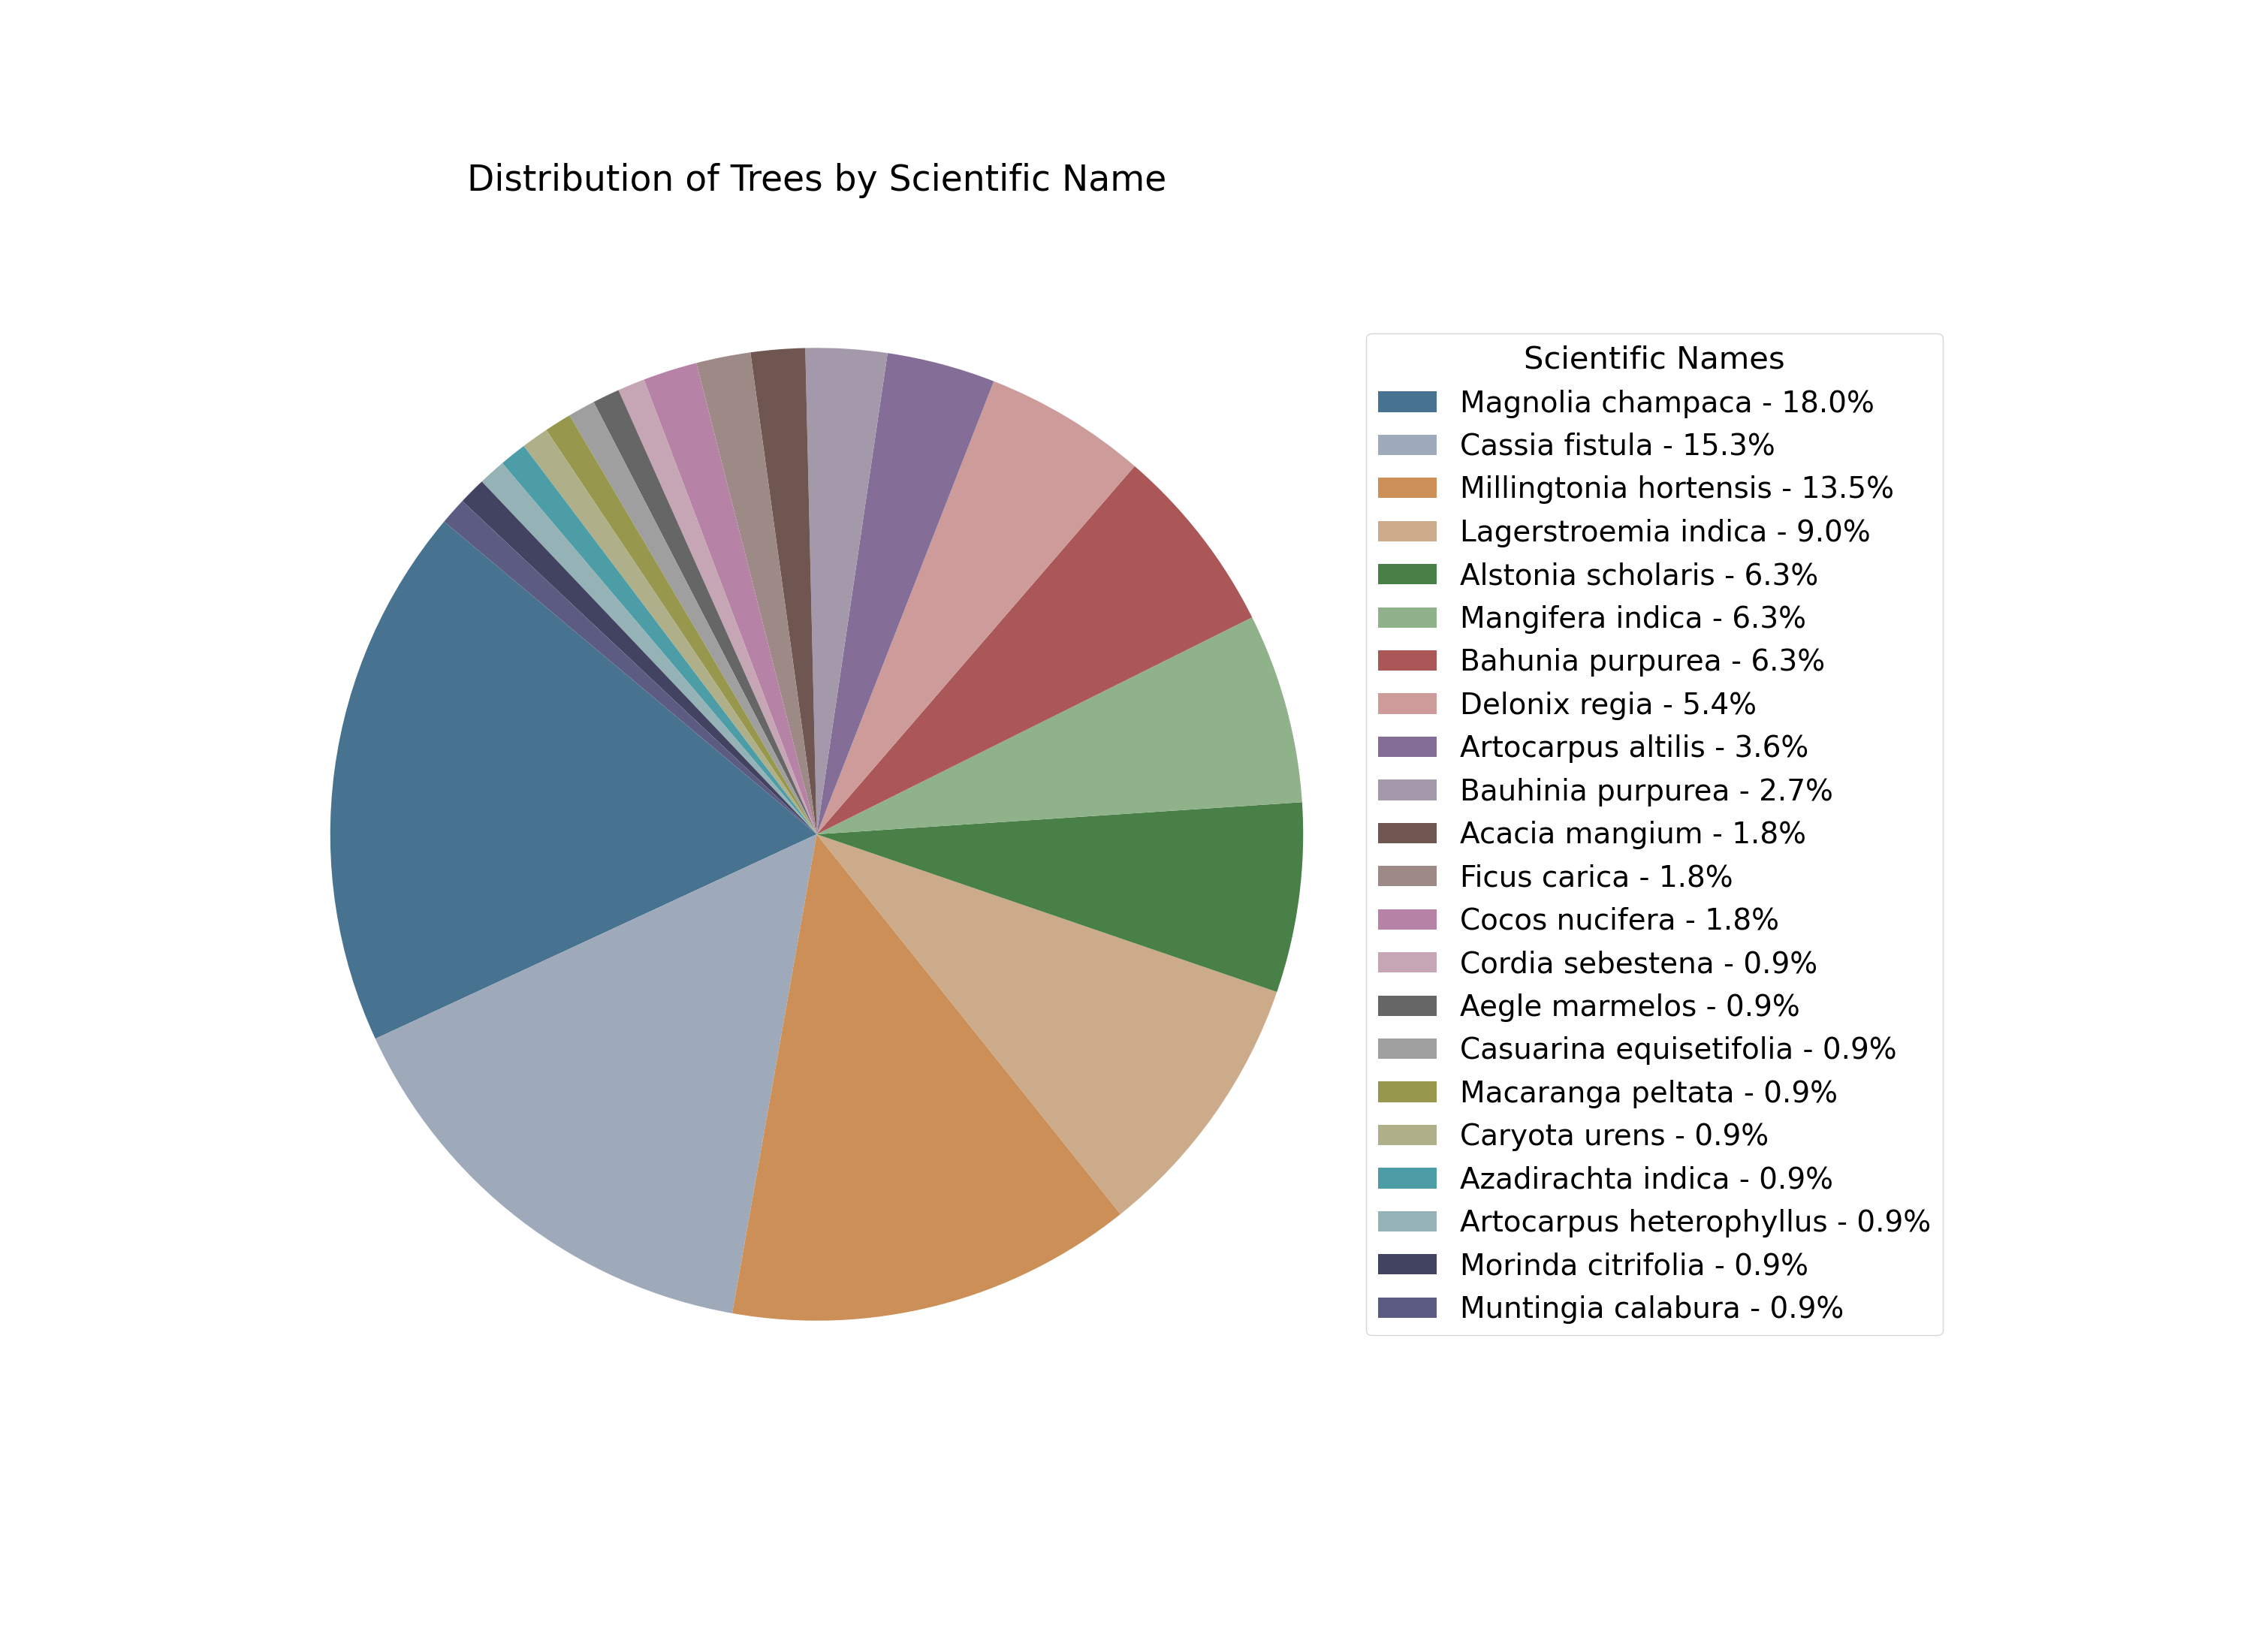 Distribution of Trees by Scientific Name
Scientific Names
Magnolia champaca - 18.0%
Cassia fistula - 15.3%
Millingtonia hortensis - 13.5%
Lagerstroemia indica - 9.0%
Alstonia scholaris - 6.3%
Mangifera indica - 6.3%
Bahunia purpurea - 6.3%
Delonix regia - 5.4%
Artocarpus altilis - 3.6%
Bauhinia purpurea - 2.7%
Acacia mangium - 1.8%
Ficus carica - 1.8%
Cocos nucifera - 1.8%
Cordia sebestena - 0.9%
Aegle marmelos - 0.9%
Casuarina equisetifolia - 0.9%
Macaranga peltata - 0.9%
Caryota urens - 0.9%
Azadirachta indica - 0.9%
Artocarpus heterophyllus - 0.9%
Morinda citrifolia - 0.9%
Muntingia calabura - 0.9%